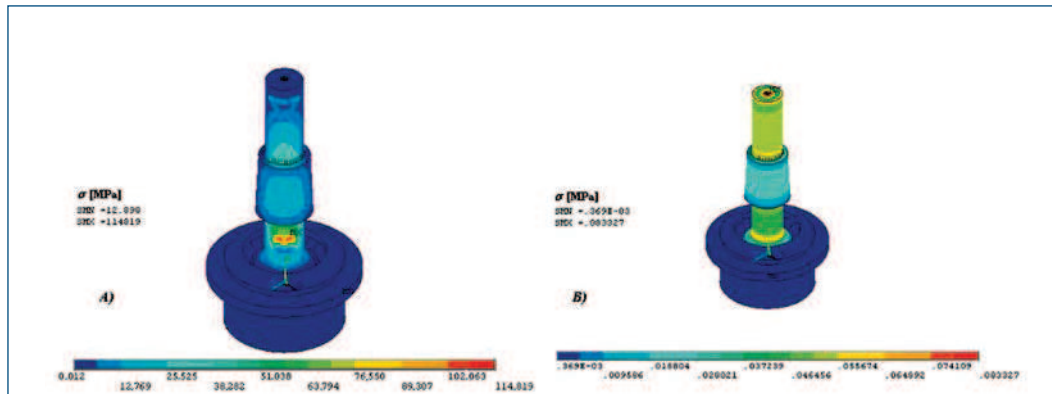 σ [MPa]
SMN =12.898
SMX =114819
A)
0.012 25,525 51,038 76,550 102,063
12,769 38,282 63,794 89,307 114,819
σ [MPa]
SMN =.369E-03
SMX =.083327
B)
.369E-03 .018804 .037239 .055674 .074109
.009586 .028021 .046456 .064892 .083327